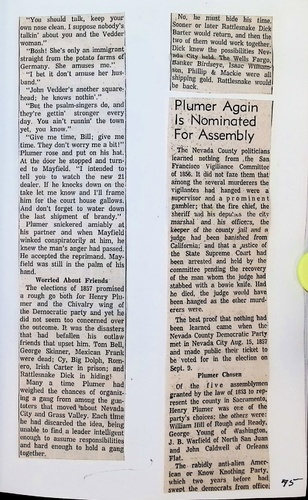 "You should talk, keep your
own nose clean. I suppose nobody's
talkin' about you and the Vedder
woman."
"Bosh! She's only an immigrant
straight from the potato farms of
Germany. She amuses me."
"I bet it don't amuse her hus-
band."
"John Vedder's another square-
head; he knows nothin'."
"But the psalm-singers do, and
they're gettin' stronger every
day. You ain't runnin' the town
yet, you know."
"Give me time, Bill; give me
time. They don't worry me a bit!"
Plumer rose and put on his hat.
At the door he stopped and turn-
ed to Mayfield. "I intended to
tell you to watch the new 21
dealer. If he knocks down on the
take let me know and I'll frame
him for the court house gallows.
And don't forget to water down
the last shipment of brandy."
Plumer snickered amiably at
his partner and when Mayfield
winked conspiratorially at him, he
knew the man's anger had passed.
He accepted the reprimand. May-
field was still in the palm of his
hand.
Worried About Friends
The elections of 1857 promised
a rough go both for Henry Plu-
mer and the Chivalry wing of
the Democratic party and yet he
did not seem too concerned over
the outcome. It was the disasters
that had befallen his outlaw
friends that upset him. Tom Bell,
George Skinner, Mexican Frank
were dead; Cy, Big Dolph, Rom-
ero, Irish Carter in prison; and
Rattlesnake Dick in hiding!
Many a time Plumer had
weighed the chances of organiz-
ing a gang from among the gun-
sters that moved about Nevada
City and Grass Valley. Each time
he had discarded the idea, being
unable to find a leader intelligent
enough to assume responsibilities
and hard enough to hold a gang
together.
No, he must bide his time.
Sooner or later Rattlesnake Dick
Barter would return, and then the
two of them would work together.
Dick knew the possibilities Nev-
ada City held. The Wells Fargo,
Banker Birdseye, Isaac William-
son, Phillip & Mackie were all
shipping gold. Rattlesnake would
be back.
Plumer Again
Is Nominated
For Assembly
The Nevada County politicians
learned nothing from the San
Francisco Vigilance Committee
of 1856. It did not faze them that
among the several murderers the
vigilantes had hanged were a
supervisor and a prominent
gambler; that the fire chief, the
sheriff and his deputies the city
marshal and his officers, the
keeper of the county jail and a
judge had been banished from
California; and that a justice of
the State Supreme Court had
been arrested and held by the
committee pending the recovery
of the man whom the judge had
stabbed with a bowie knife. Had
he died, the judge would have
been hanged as the other murd-
erers were.
The best proof that nothing had
been learned came when the
Nevada County Democratic Party
met in Nevada City Aug. 15, 1857
and made public their ticket to
be voted for in the election on
Sept. 9.
Plumer Chosen
Of the five assemblymen
granted by the law of 1853 to rep-
resent the county in Sacramento,
Henry Plumer was one of the
party's choices; the other were:
William Hill of Rough and Ready;
George Young of Washington,
J. B. Warfield of North San Juan
and John Caldwell of Orleans
Flat.
The rabidly anti-alien Amer-
ican or Know Knothing Party,
which two years before had
swept the democrats from office
75